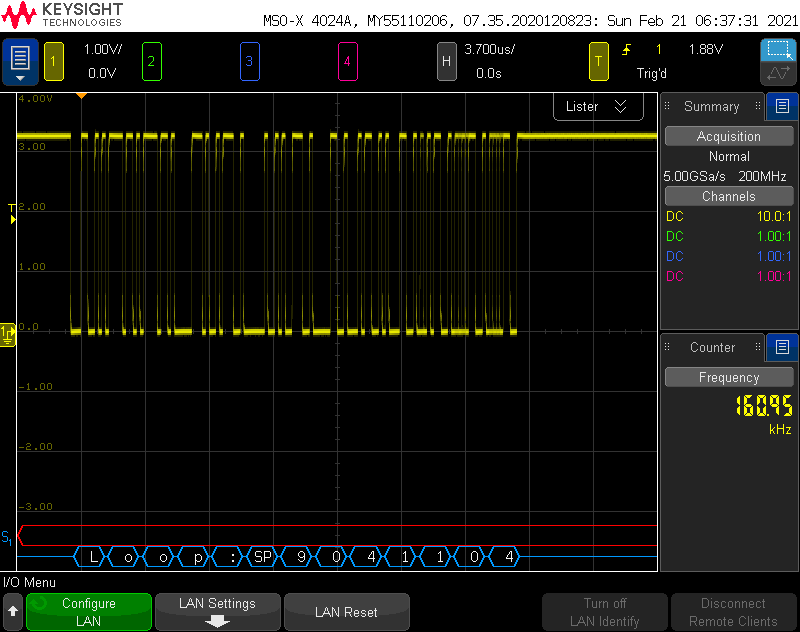 KEYSIGHT
TECHNOLOGIES
MSO-X 4024A, MY55110206, 07.35.2020120823: Sun Feb 21 06:37:31 2021
1 1.00V/ 2 3 4 H 3.700us/ T 1 1.88V
0.0V 0.0s Trig'd
4.00V
Lister
3.00
T 2.00
1.00
1 0.0
-1.00
-2.00
-3.00
S1 L o o p : SP 9 0 4 1 1 0 4
Summary
Acquisition
Normal
5.00GSa/s 200MHz
Channels
DC 10.0:1
DC 1.00:1
DC 1.00:1
DC 1.00:1
Counter
Frequency
160.95
kHz
I/O Menu
Configure
LAN
LAN Settings
LAN Reset
Turn off
LAN Identify
Disconnect
Remote Clients